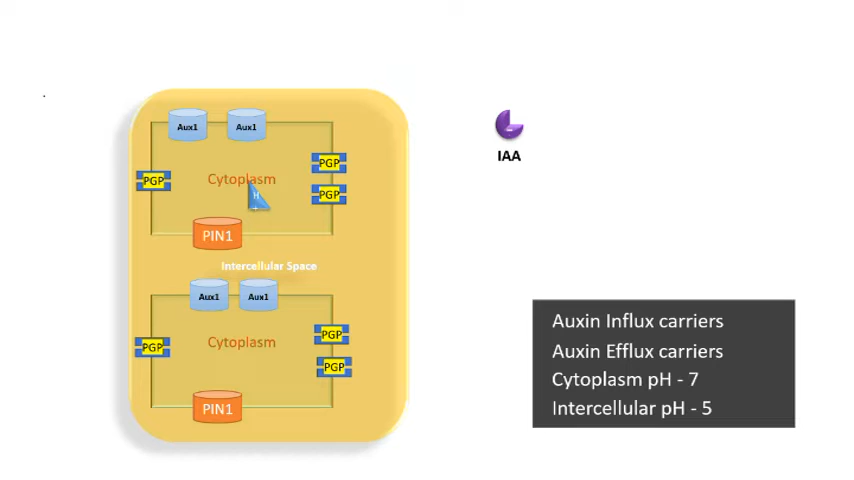 Aux1 Aux1
IAA
PGP
PGP
Cytoplasm
PGP
H
+
PIN1
Intercellular Space
Aux1 Aux1
PGP
Cytoplasm
PGP
PGP
PIN1
Auxin Influx carriers
Auxin Efflux carriers
Cytoplasm pH - 7
Intercellular pH - 5